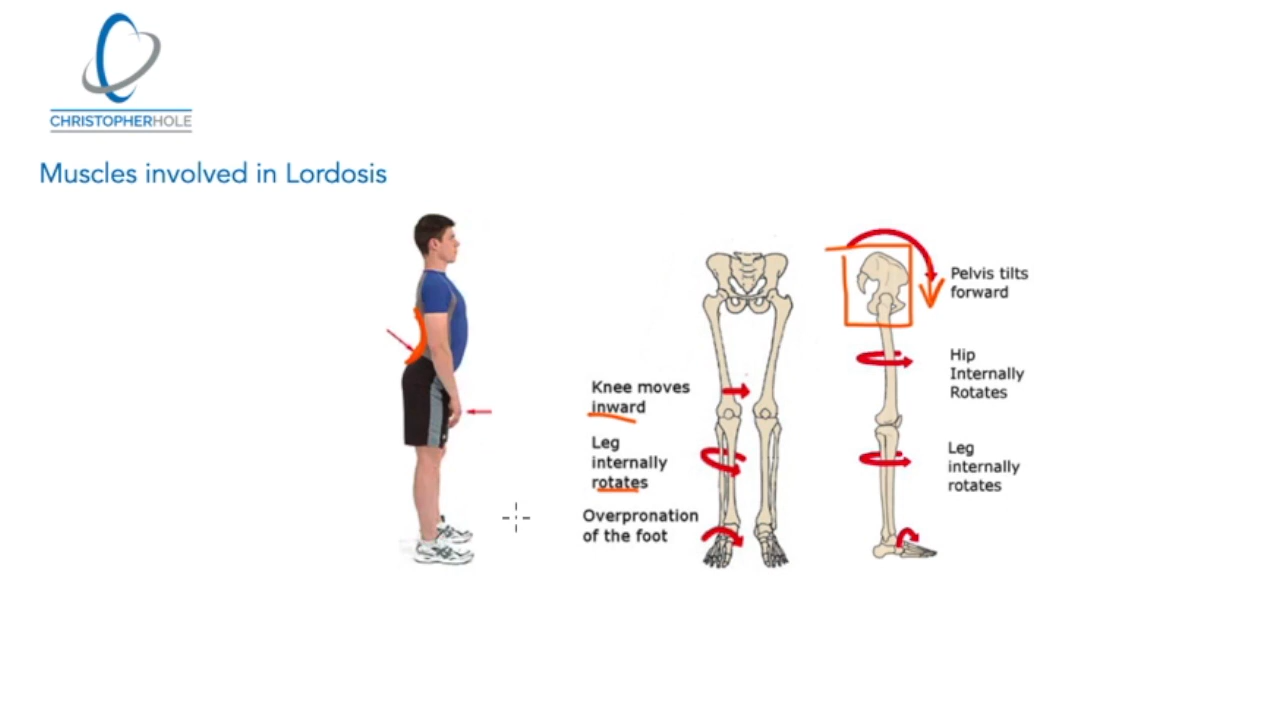 CHRISTOPHERHOLE
Muscles involved in Lordosis
Knee moves
inward
Leg
internally
rotates
Overpronation
of the foot
Pelvis tilts
forward
Hip
Internally
Rotates
Leg
internally
rotates